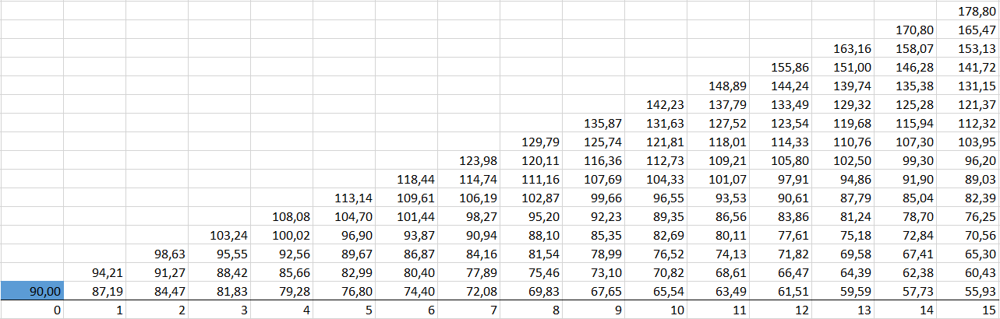 178,80
170,80 165,47
163,16 158,07 153,13
155,86 151,00 146,28 141,72
148,89 144,24 139,74 135,38 131,15
142,23 137,79 133,49 129,32 125,28 121,37
135,87 131,63 127,52 123,54 119,68 115,94 112,32
129,79 125,74 121,81 118,01 114,33 110,76 107,30 103,95
123,98 120,11 116,36 112,73 109,21 105,80 102,50 99,30 96,20
118,44 114,74 111,16 107,69 104,33 101,07 97,91 94,86 91,90 89,03
113,14 109,61 106,19 102,87 99,66 96,55 93,53 90,61 87,79 85,04 82,39
108,08 104,70 101,44 98,27 95,20 92,23 89,35 86,56 83,86 81,24 78,70 76,25
103,24 100,02 96,90 93,87 90,94 88,10 85,35 82,69 80,11 77,61 75,18 72,84 70,56
98,63 95,55 92,56 89,67 86,87 84,16 81,54 78,99 76,52 74,13 71,82 69,58 67,41 65,30
94,21 91,27 88,42 85,66 82,99 80,40 77,89 75,46 73,10 70,82 68,61 66,47 64,39 62,38 60,43
90,00 87,19 84,47 81,83 79,28 76,80 74,40 72,08 69,83 67,65 65,54 63,49 61,51 59,59 57,73 55,93
0 1 2 3 4 5 6 7 8 9 10 11 12 13 14 15